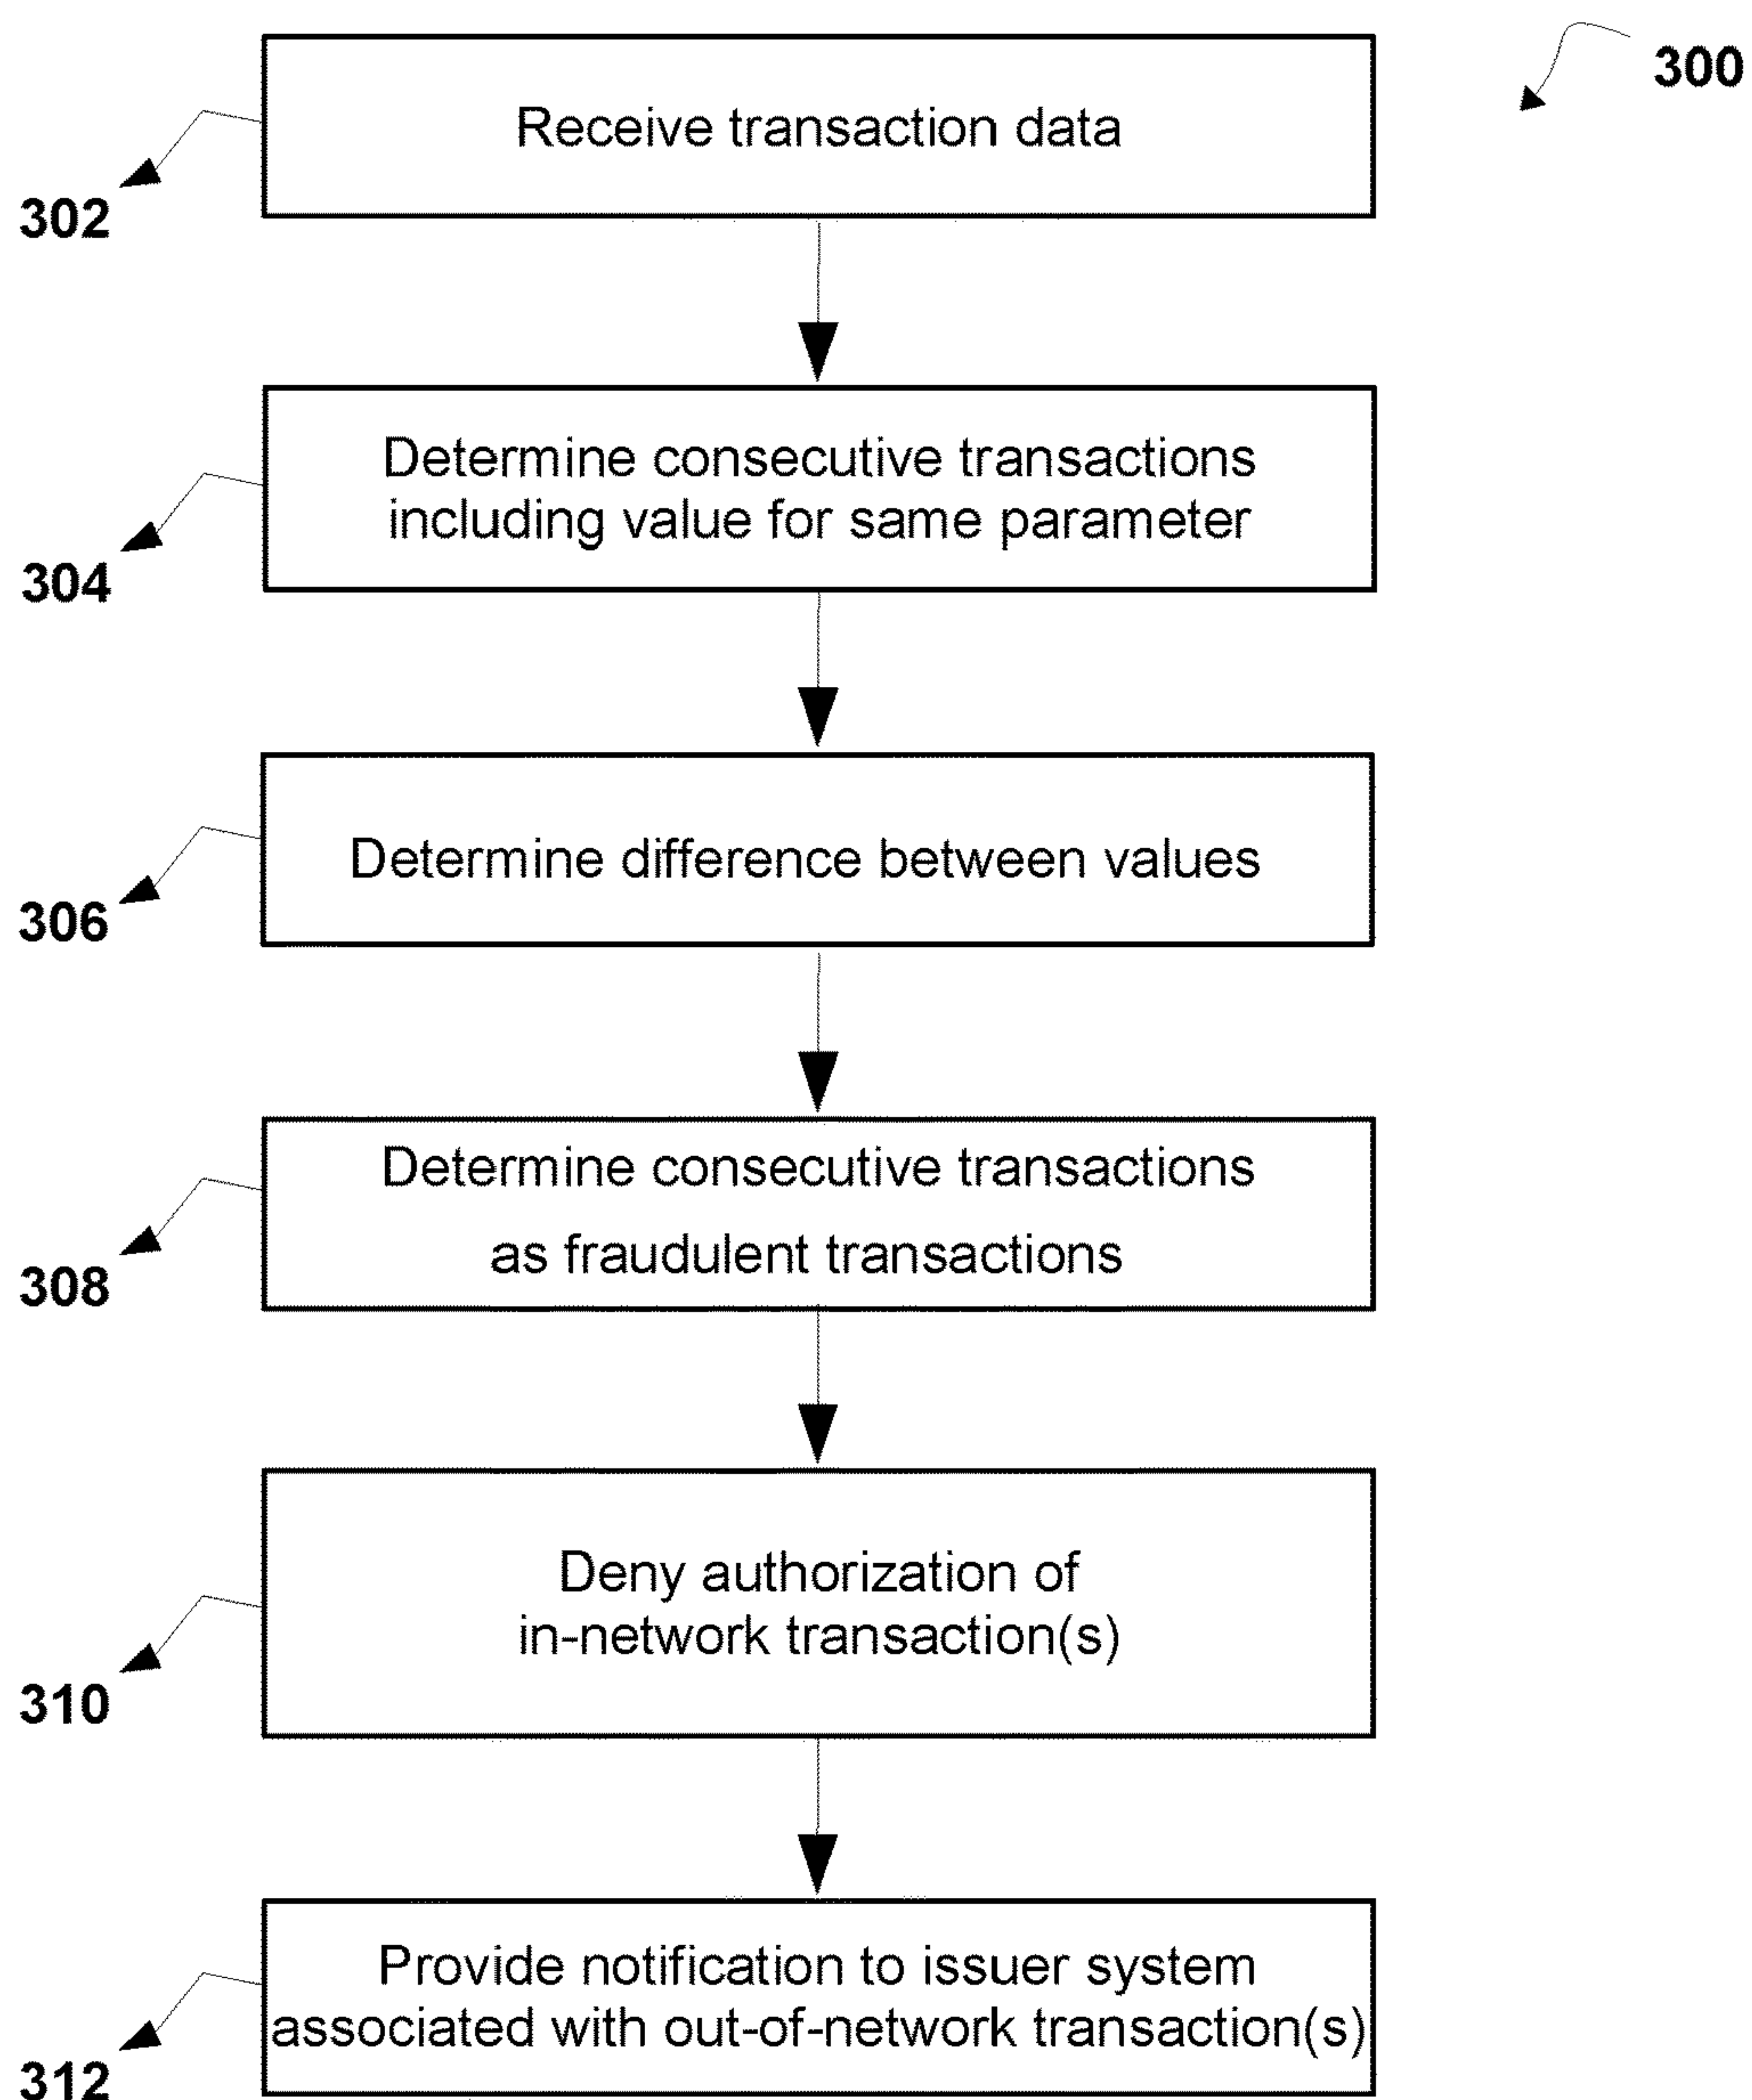 300
Receive transaction data
302
Determine consecutive transactions
including value for same parameter
304
Determine difference between values
306
Determine consecutive transactions
as fraudulent transactions
308
Deny authorization of
in-network transaction(s)
310
Provide notification to issuer system
associated with out-of-network transaction(s)
312